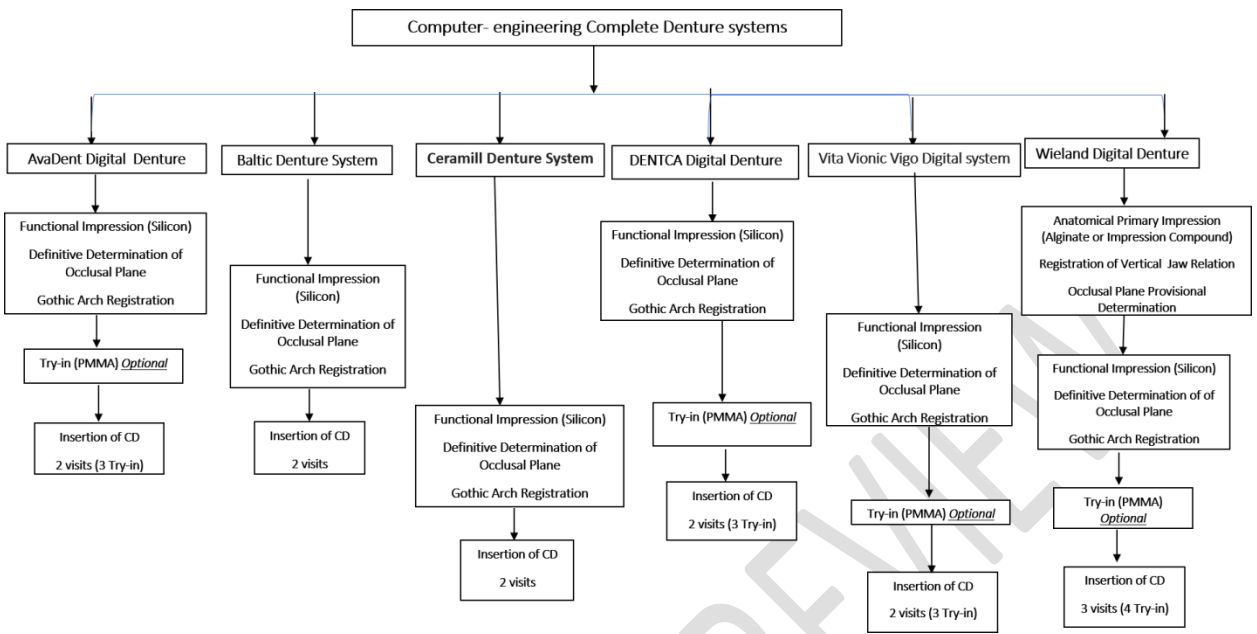 Computer- engineering Complete Denture systems
AvaDent Digital Denture
Functional Impression (Silicon)
Definitive Determination of
Occlusal Plane
Gothic Arch Registration
Try-in (PMMA) Optional
Insertion of CD
2 visits (3 Try-in)
Baltic Denture System
Functional Impression
(Silicon)
Definitive Determination of
Occlusal Plane
Gothic Arch Registration
Insertion of CD
2 visits
Ceramill Denture System
Functional Impression (Silicon)
Definitive Determination of
Occlusal Plane
Gothic Arch Registration
Insertion of CD
2 visits
DENTCA Digital Denture
Functional Impression (Silicon)
Definitive Determination of
Occlusal Plane
Gothic Arch Registration
Try-in (PMMA) Optional
Insertion of CD
2 visits (3 Try-in)
Vita Vionic Vigo Digital system
Functional Impression
(Silicon)
Definitive Determination of
Occlusal Plane
Gothic Arch Registration
Try-in (PMMA) Optional
Insertion of CD
2 visits (3 Try-in)
Wieland Digital Denture
Anatomical Primary Impression
(Alginate or Impression Compound)
Registration of Vertical Jaw Relation
Occlusal Plane Provisional
Determination
Functional Impression (Silicon)
Definitive Determination of of
Occlusal Plane
Gothic Arch Registration
Try-in (PMMA)
Optional
Insertion of CD
3 visits (4 Try-in)